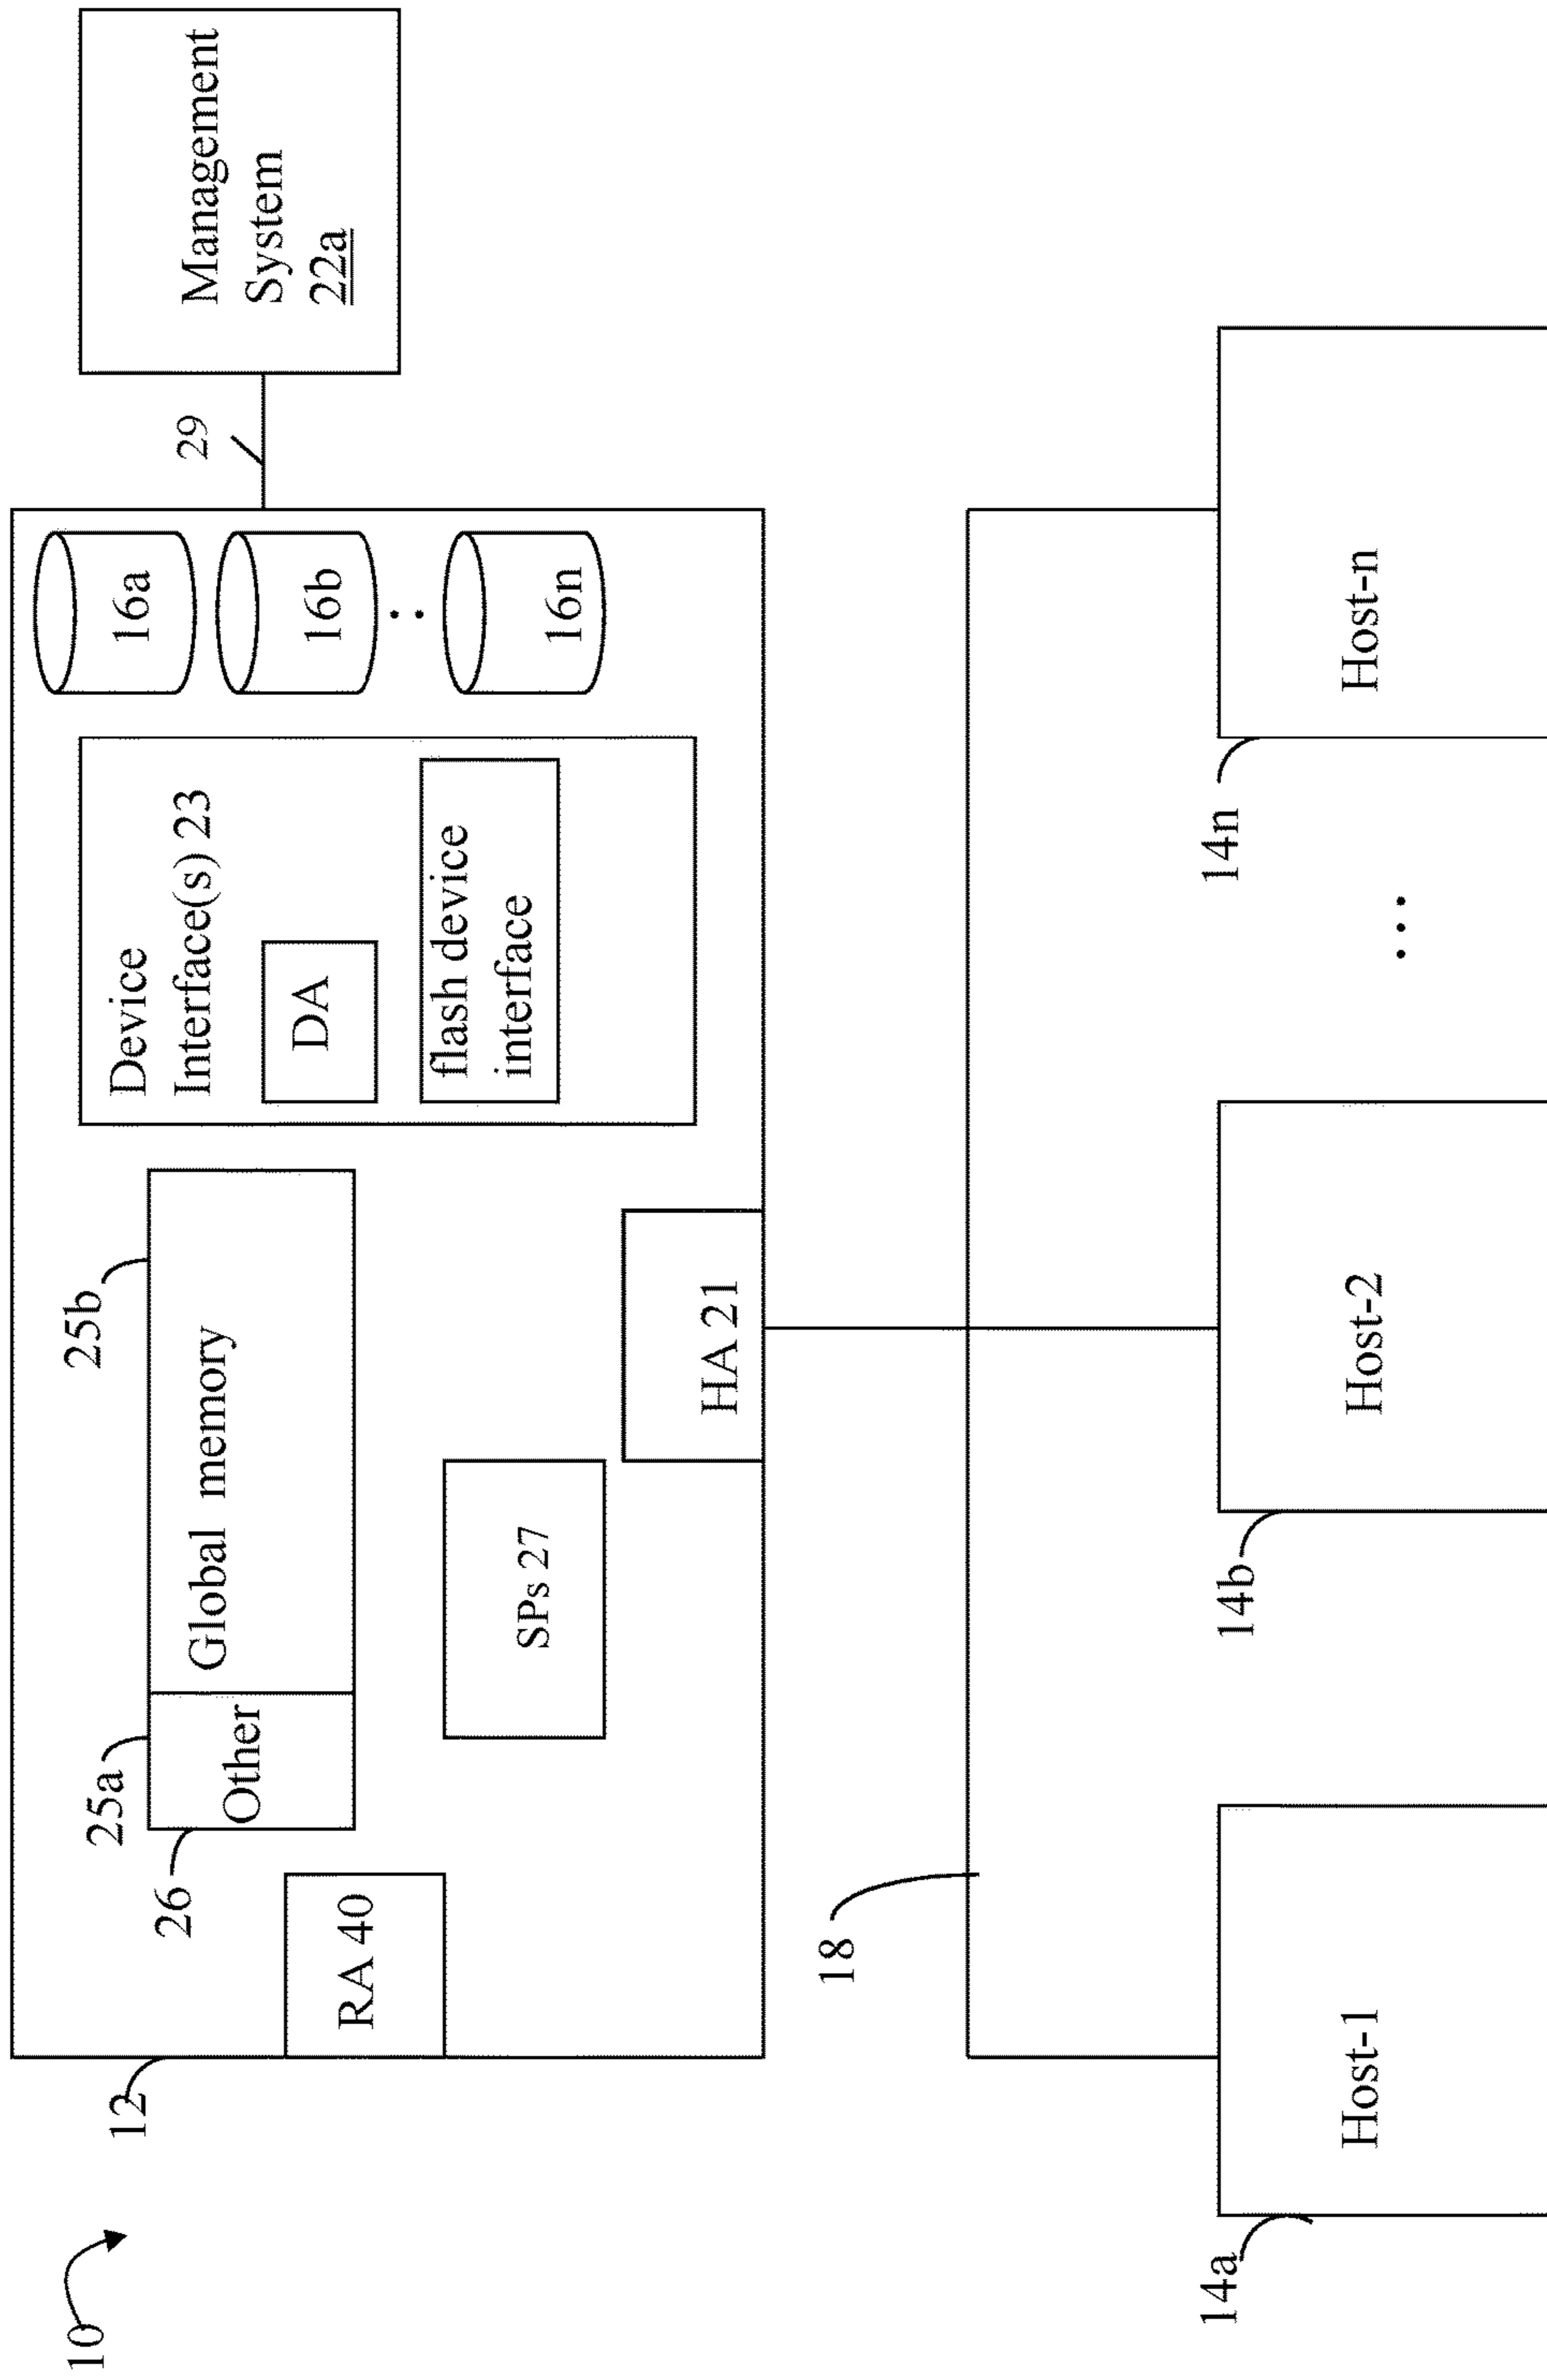 10
12
RA 40
26
25a
Other
Global memory
25b
SPs 27
HA 21
Device
Interface(s) 23
DA
flash device
interface
16a
16b
16n
29
Management
System
22a
18
14a
Host-1
14b
Host-2
...
14n
Host-n